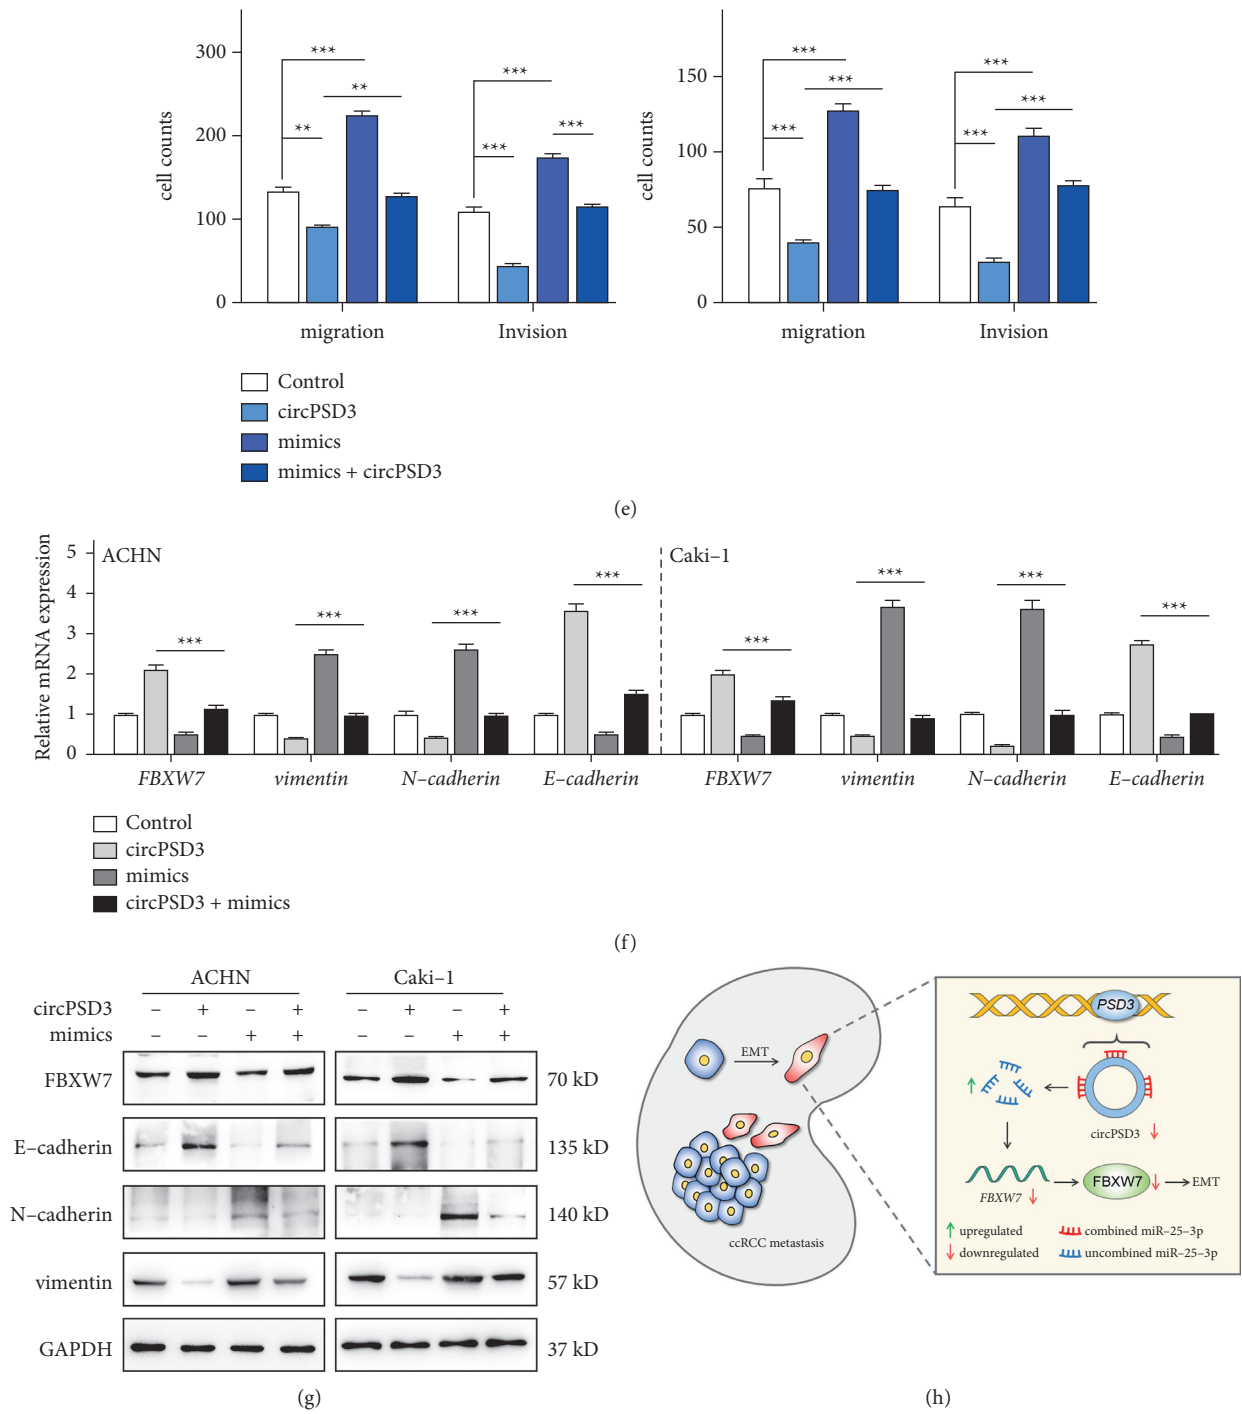 300
200
100
0
cell counts
***
**
**
***
***
***
migration
Invision
150
100
50
0
cell counts
***
***
***
***
***
***
migration
Invision
Control
circPSD3
mimics
mimics + circPSD3
(e)
Relative mRNA expression
5
4
3
2
1
0
ACHN
Caki–1
***
***
***
***
***
***
***
***
FBXW7 vimentin N–cadherin E–cadherin FBXW7 vimentin N–cadherin E–cadherin
Control
circPSD3
mimics
circPSD3 + mimics
(f)
ACHN Caki–1
circPSD3 – + – + – + – +
mimics – – + + – – + +
FBXW7 70 kD
E–cadherin 135 kD
N–cadherin 140 kD
vimentin 57 kD
GAPDH 37 kD
(g)
EMT
ccRCC metastasis
PSD3
circPSD3
FBXW7
FBXW7
EMT
upregulated
combined miR–25–3p
downregulated
uncombined miR–25–3p
(h)